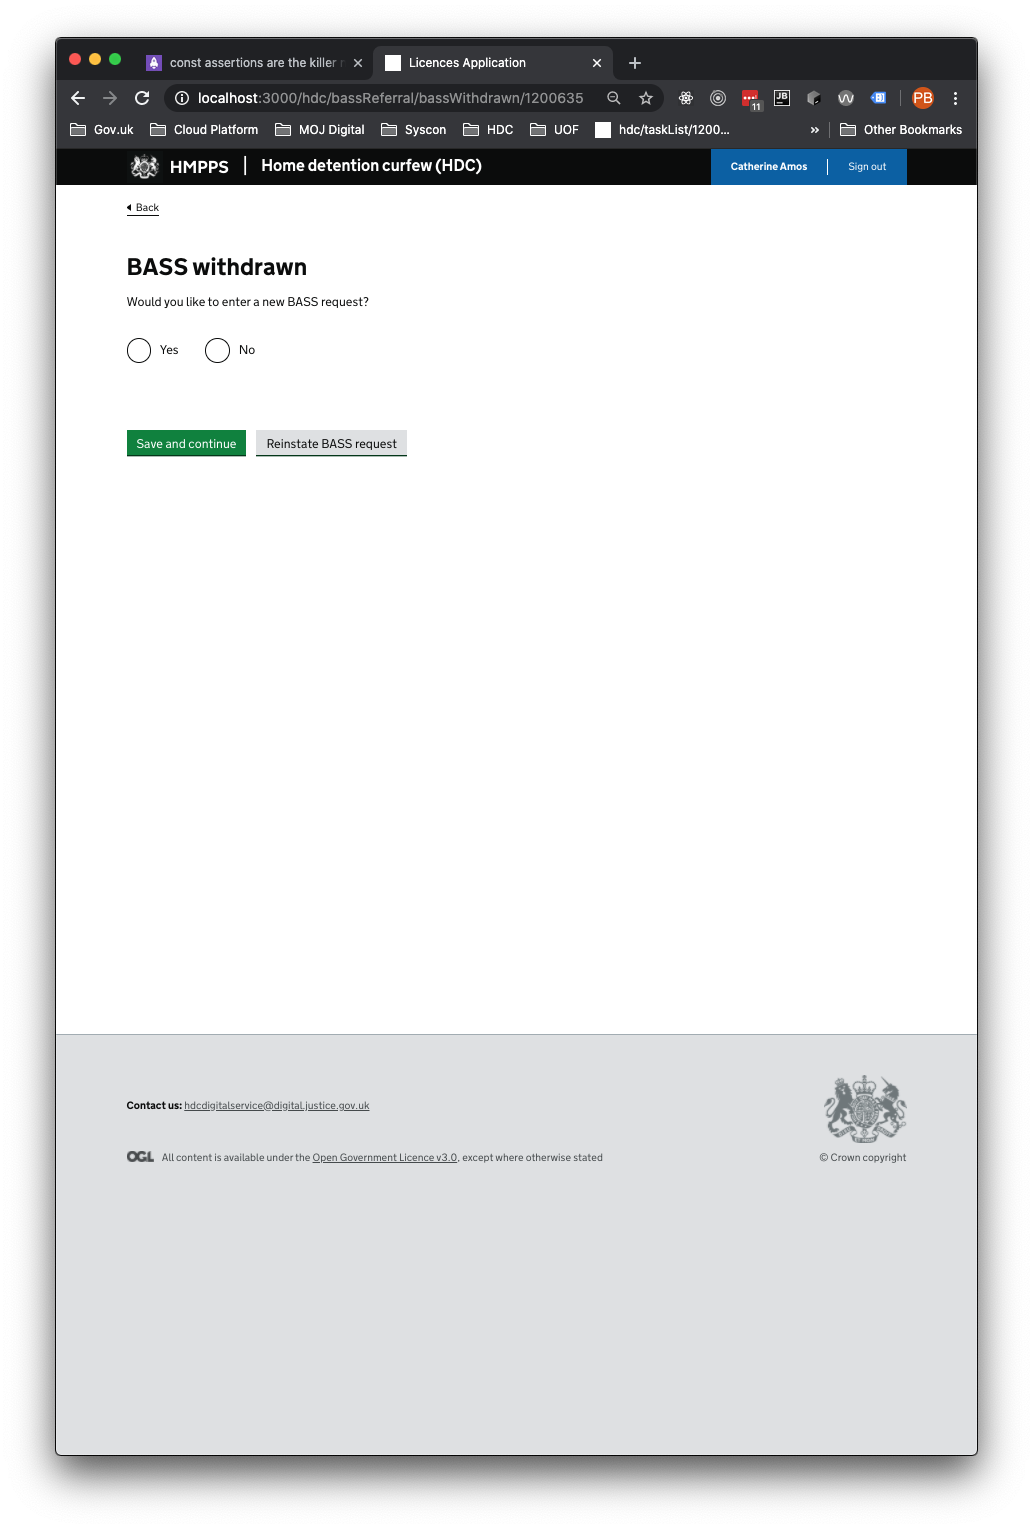 const assertions are the killer
Licences Application
localhost:3000/hdc/bassReferral/bassWithdrawn/1200635
11
JB
PB
Gov.uk
Cloud Platform
MOJ Digital
Syscon
HDC
UOF
hdc/taskList/1200...
»
Other Bookmarks
HMPPS | Home detention curfew (HDC)
Catherine Amos
Sign out
Back
BASS withdrawn
Would you like to enter a new BASS request?
Yes No
Save and continue
Reinstate BASS request
Contact us: hdcdigitalservice@digital.justice.gov.uk
OGL All content is available under the Open Government Licence v3.0, except where otherwise stated
© Crown copyright